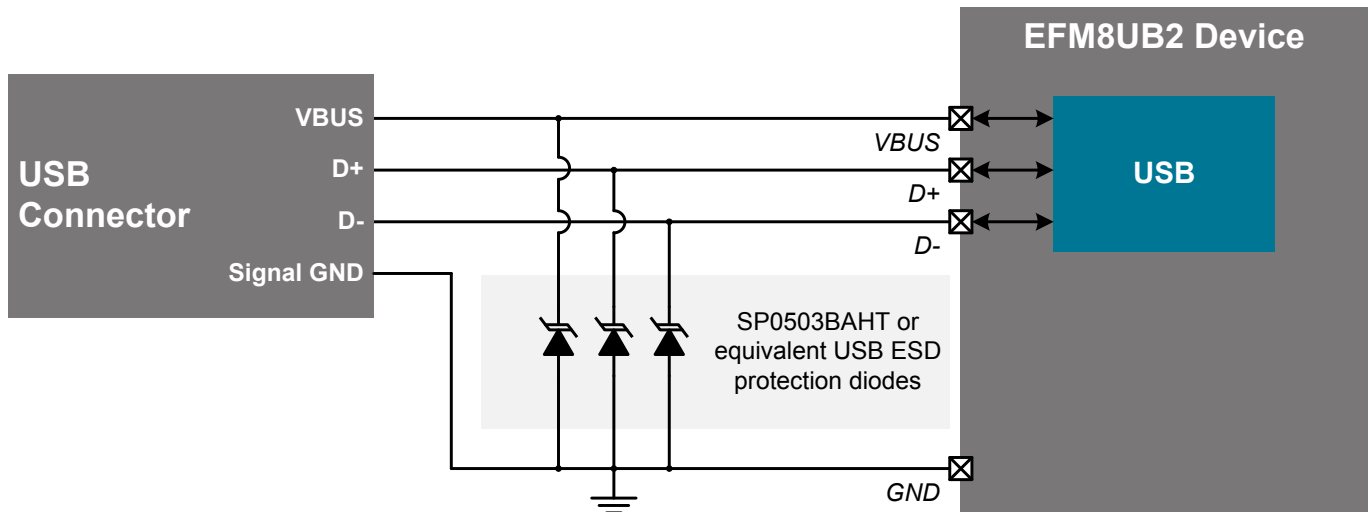 EFM8UB2 Device
USB
Connector
VBUS
D+
D-
Signal GND
VBUS
D+
D-
USB
SP0503BAHT or
equivalent USB ESD
protection diodes
GND